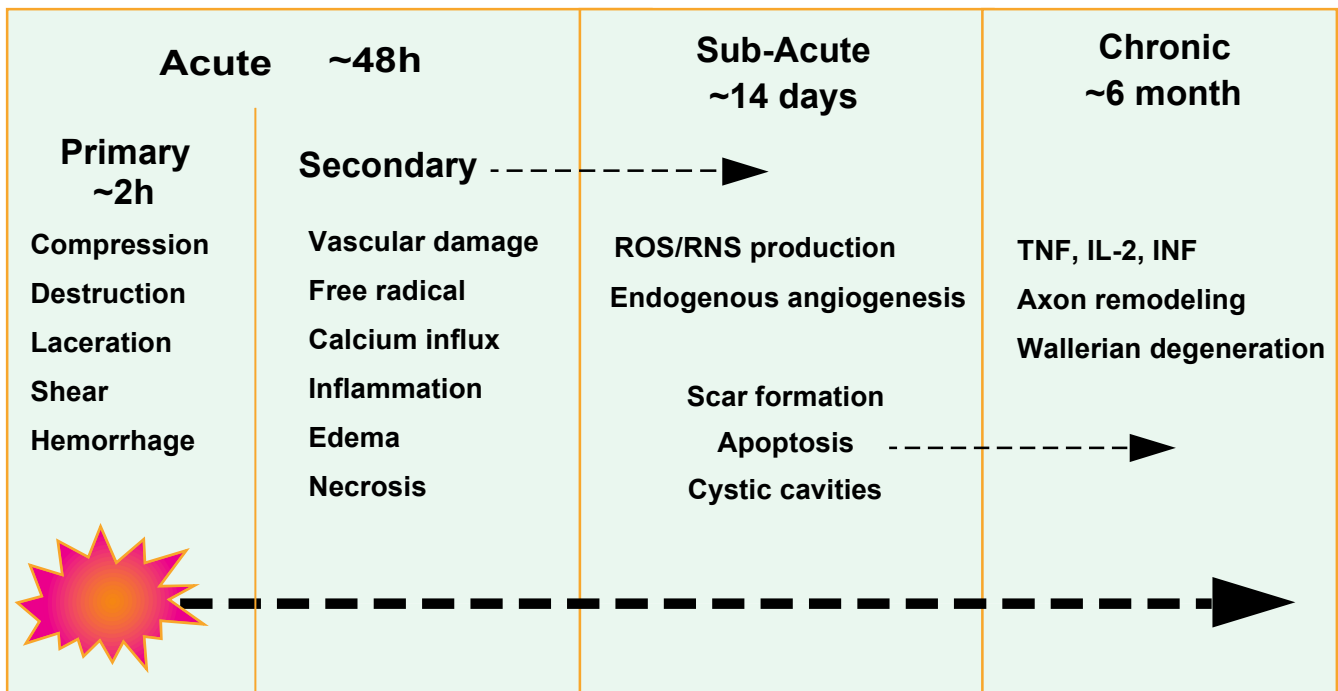 Acute ~48h
Primary
~2h
Compression
Destruction
Laceration
Shear
Hemorrhage
Secondary
Vascular damage
Free radical
Calcium influx
Inflammation
Edema
Necrosis
Sub-Acute
~14 days
ROS/RNS production
Endogenous angiogenesis
Scar formation
Apoptosis
Cystic cavities
Chronic
~6 month
TNF, IL-2, INF
Axon remodeling
Wallerian degeneration